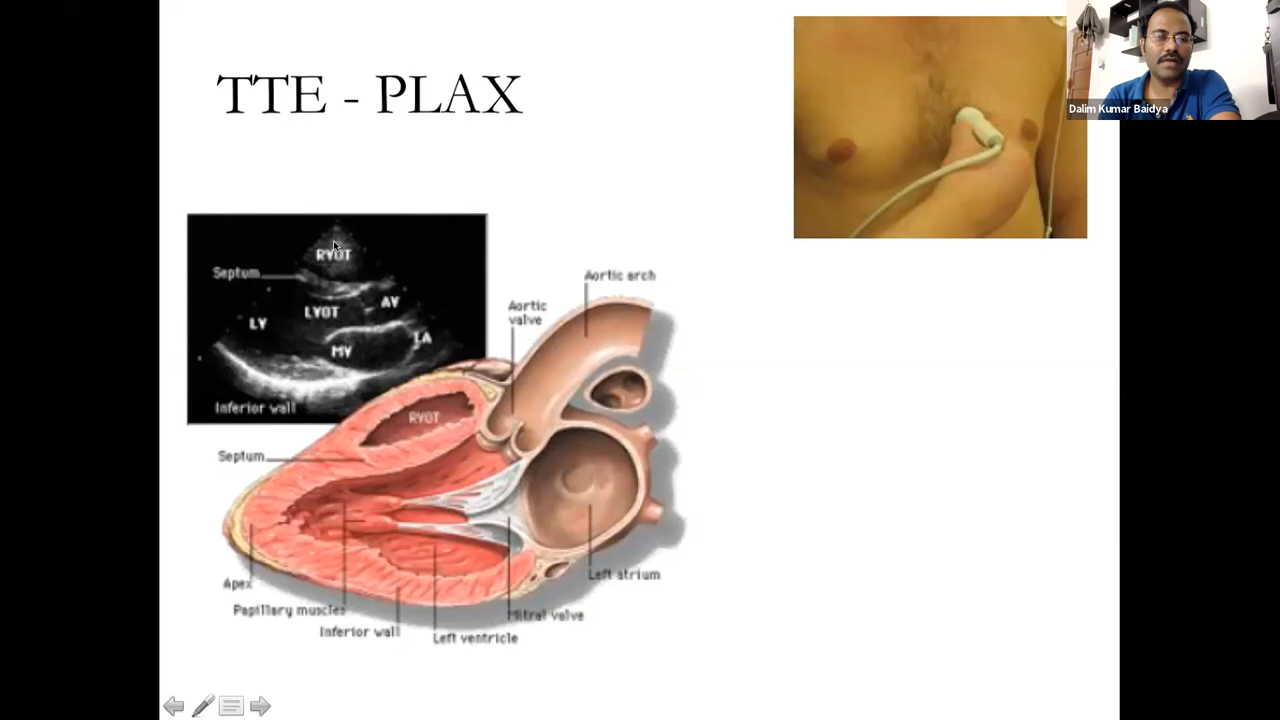 TTE - PLAX
Dalim Kumar Baidya
RVOT
Septum
LVOT
AV
LV
LA
MV
Inferior wall
Aortic arch
Aortic
valve
RVOT
Septum
Apex
Papillary muscles
Inferior wall
Left ventricle
Mitral valve
Left atrium